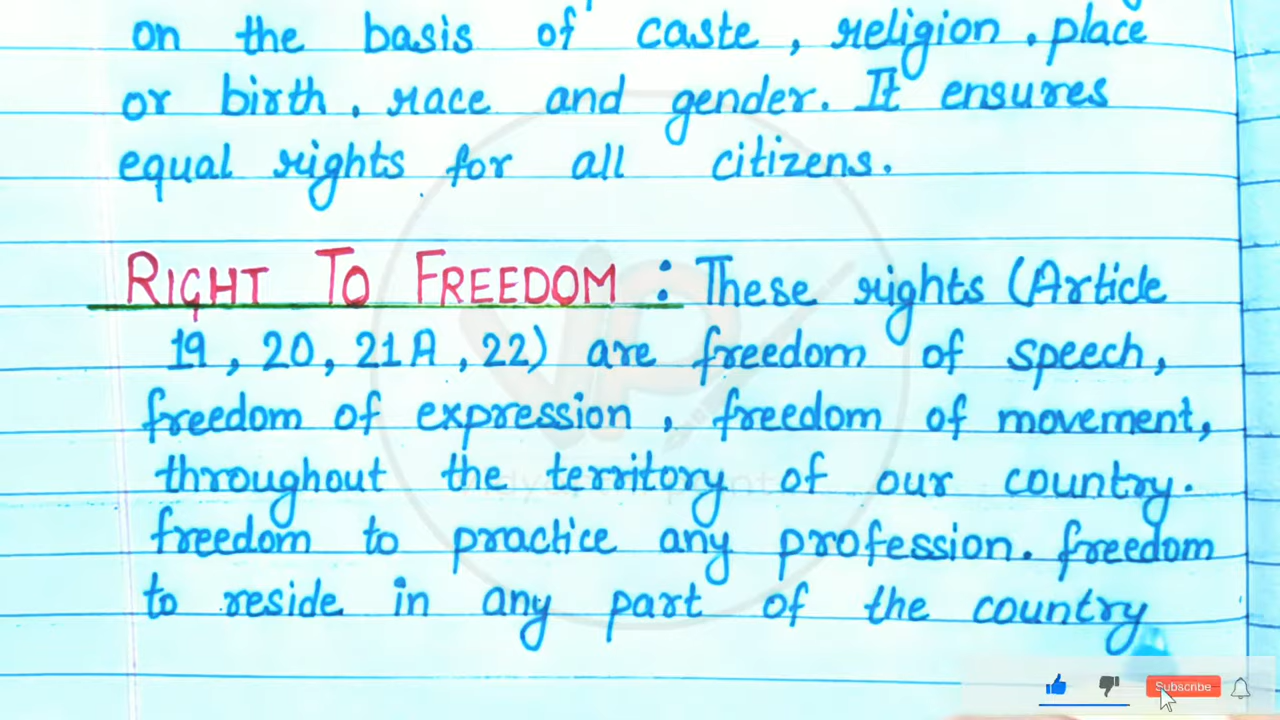 on the basis of caste, religion, place
or birth, race and gender. It ensures
equal rights for all citizens.
RIGHT TO FREEDOM : These rights (Article
19, 20, 21A, 22) are freedom of speech,
freedom of expression, freedom of movement,
throughout the territory of our country.
freedom to practice any profession. freedom
to reside in any part of the country
Subscribe